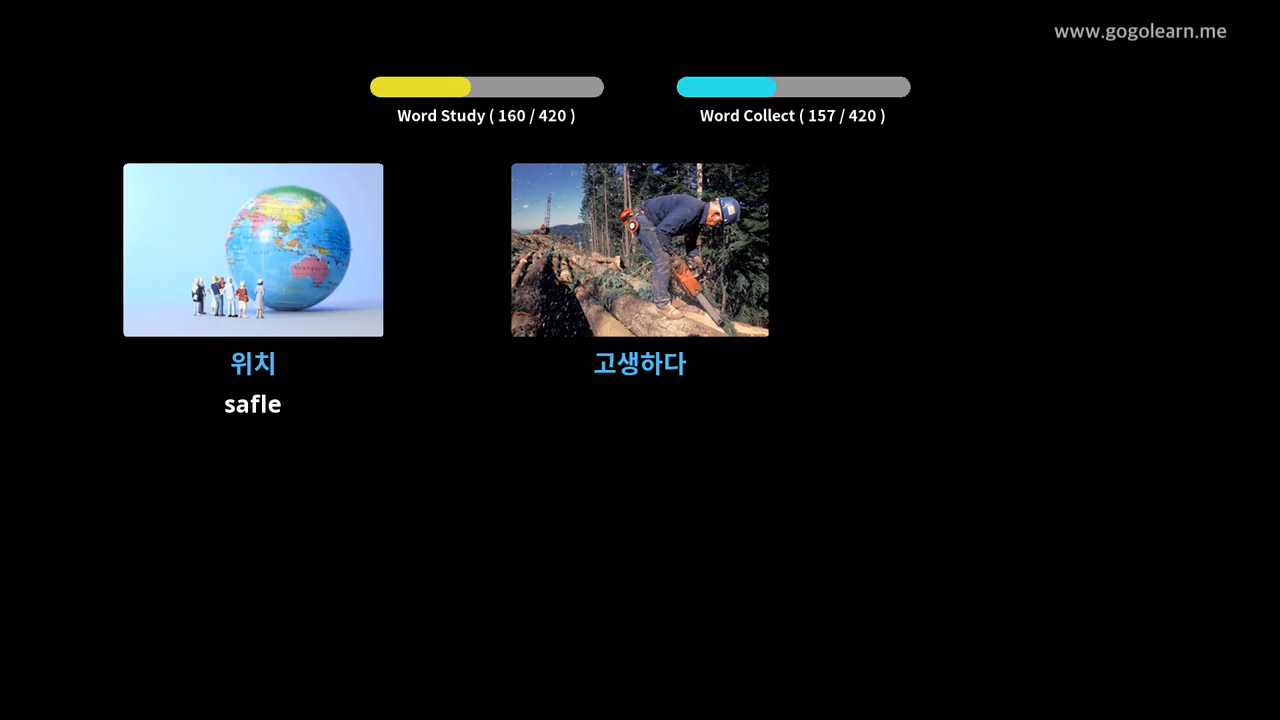 www.gogolearn.me
Word Study ( 160 / 420 )
Word Collect ( 157 / 420 )
위치
safle
고생하다